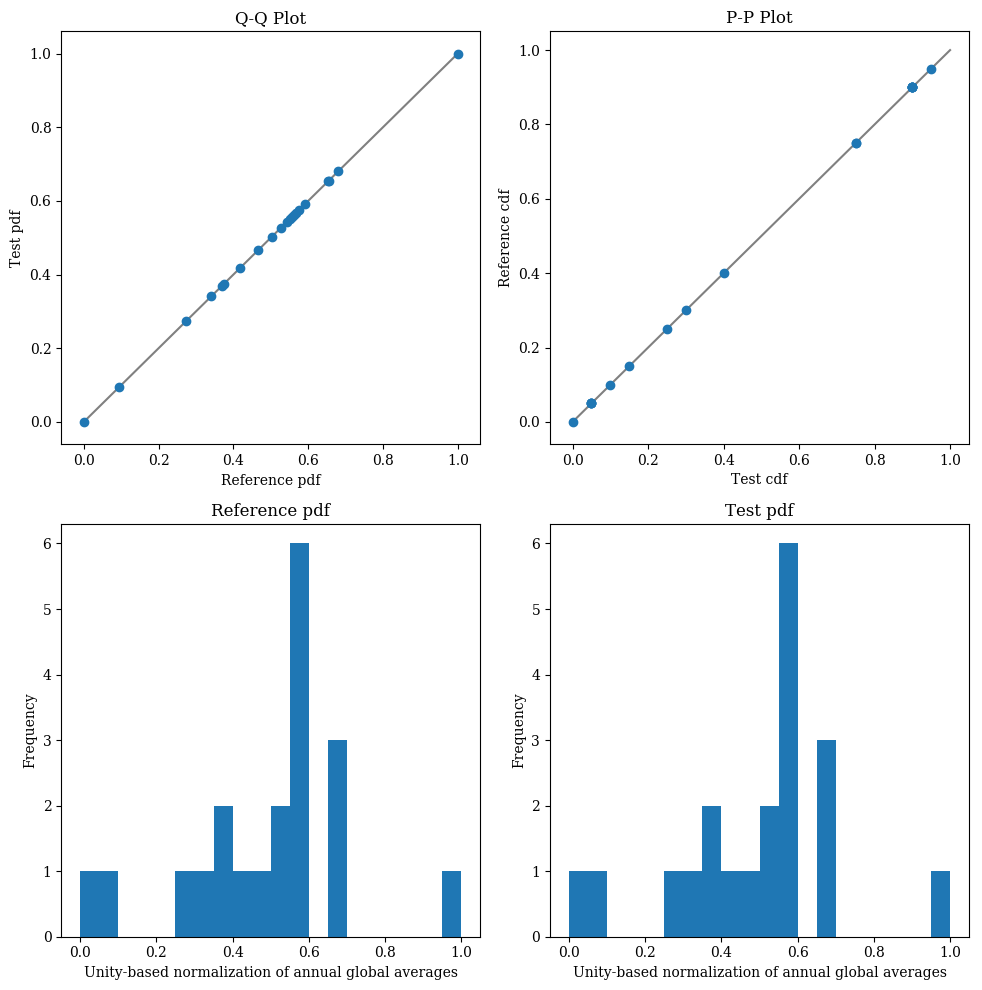 Q-Q Plot
1.0
0.8
0.6
0.4
0.2
0.0
Test pdf
0.0 0.2 0.4 0.6 0.8 1.0
Reference pdf
P-P Plot
1.0
0.8
0.6
0.4
0.2
0.0
Reference cdf
0.0 0.2 0.4 0.6 0.8 1.0
Test cdf
Reference pdf
6
5
4
3
2
1
0
Frequency
0.0 0.2 0.4 0.6 0.8 1.0
Unity-based normalization of annual global averages
Test pdf
6
5
4
3
2
1
0
Frequency
0.0 0.2 0.4 0.6 0.8 1.0
Unity-based normalization of annual global averages